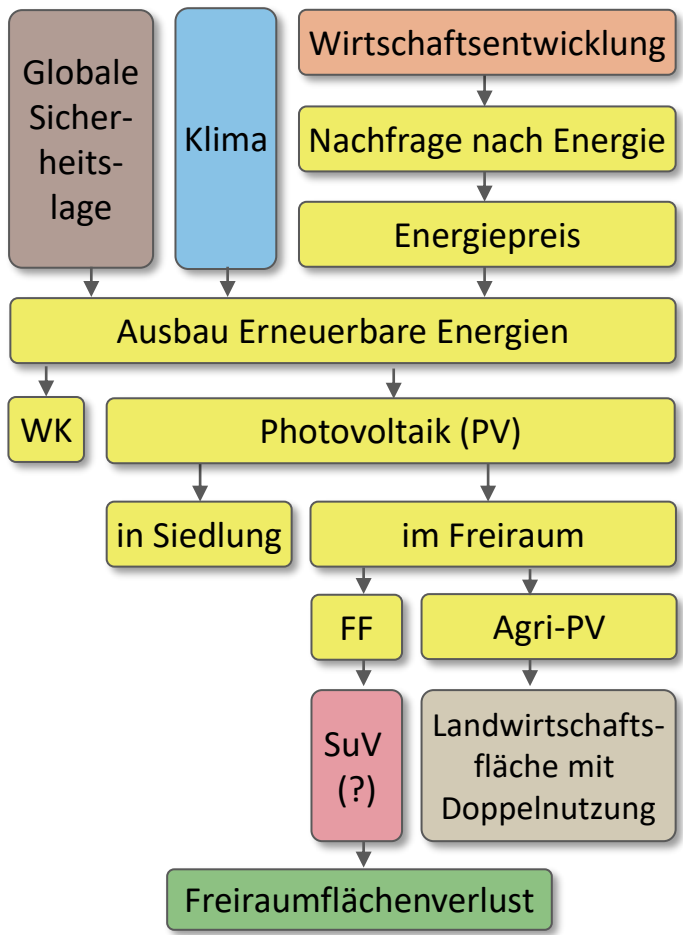 Globale
Sicher-
heits-
lage
Klima
Wirtschaftsentwicklung
Nachfrage nach Energie
Energiepreis
Ausbau Erneuerbare Energien
WK
Photovoltaik (PV)
in Siedlung
im Freiraum
FF
Agri-PV
SuV
(?)
Landwirtschafts-
fläche mit
Doppelnutzung
Freiraumflächenverlust